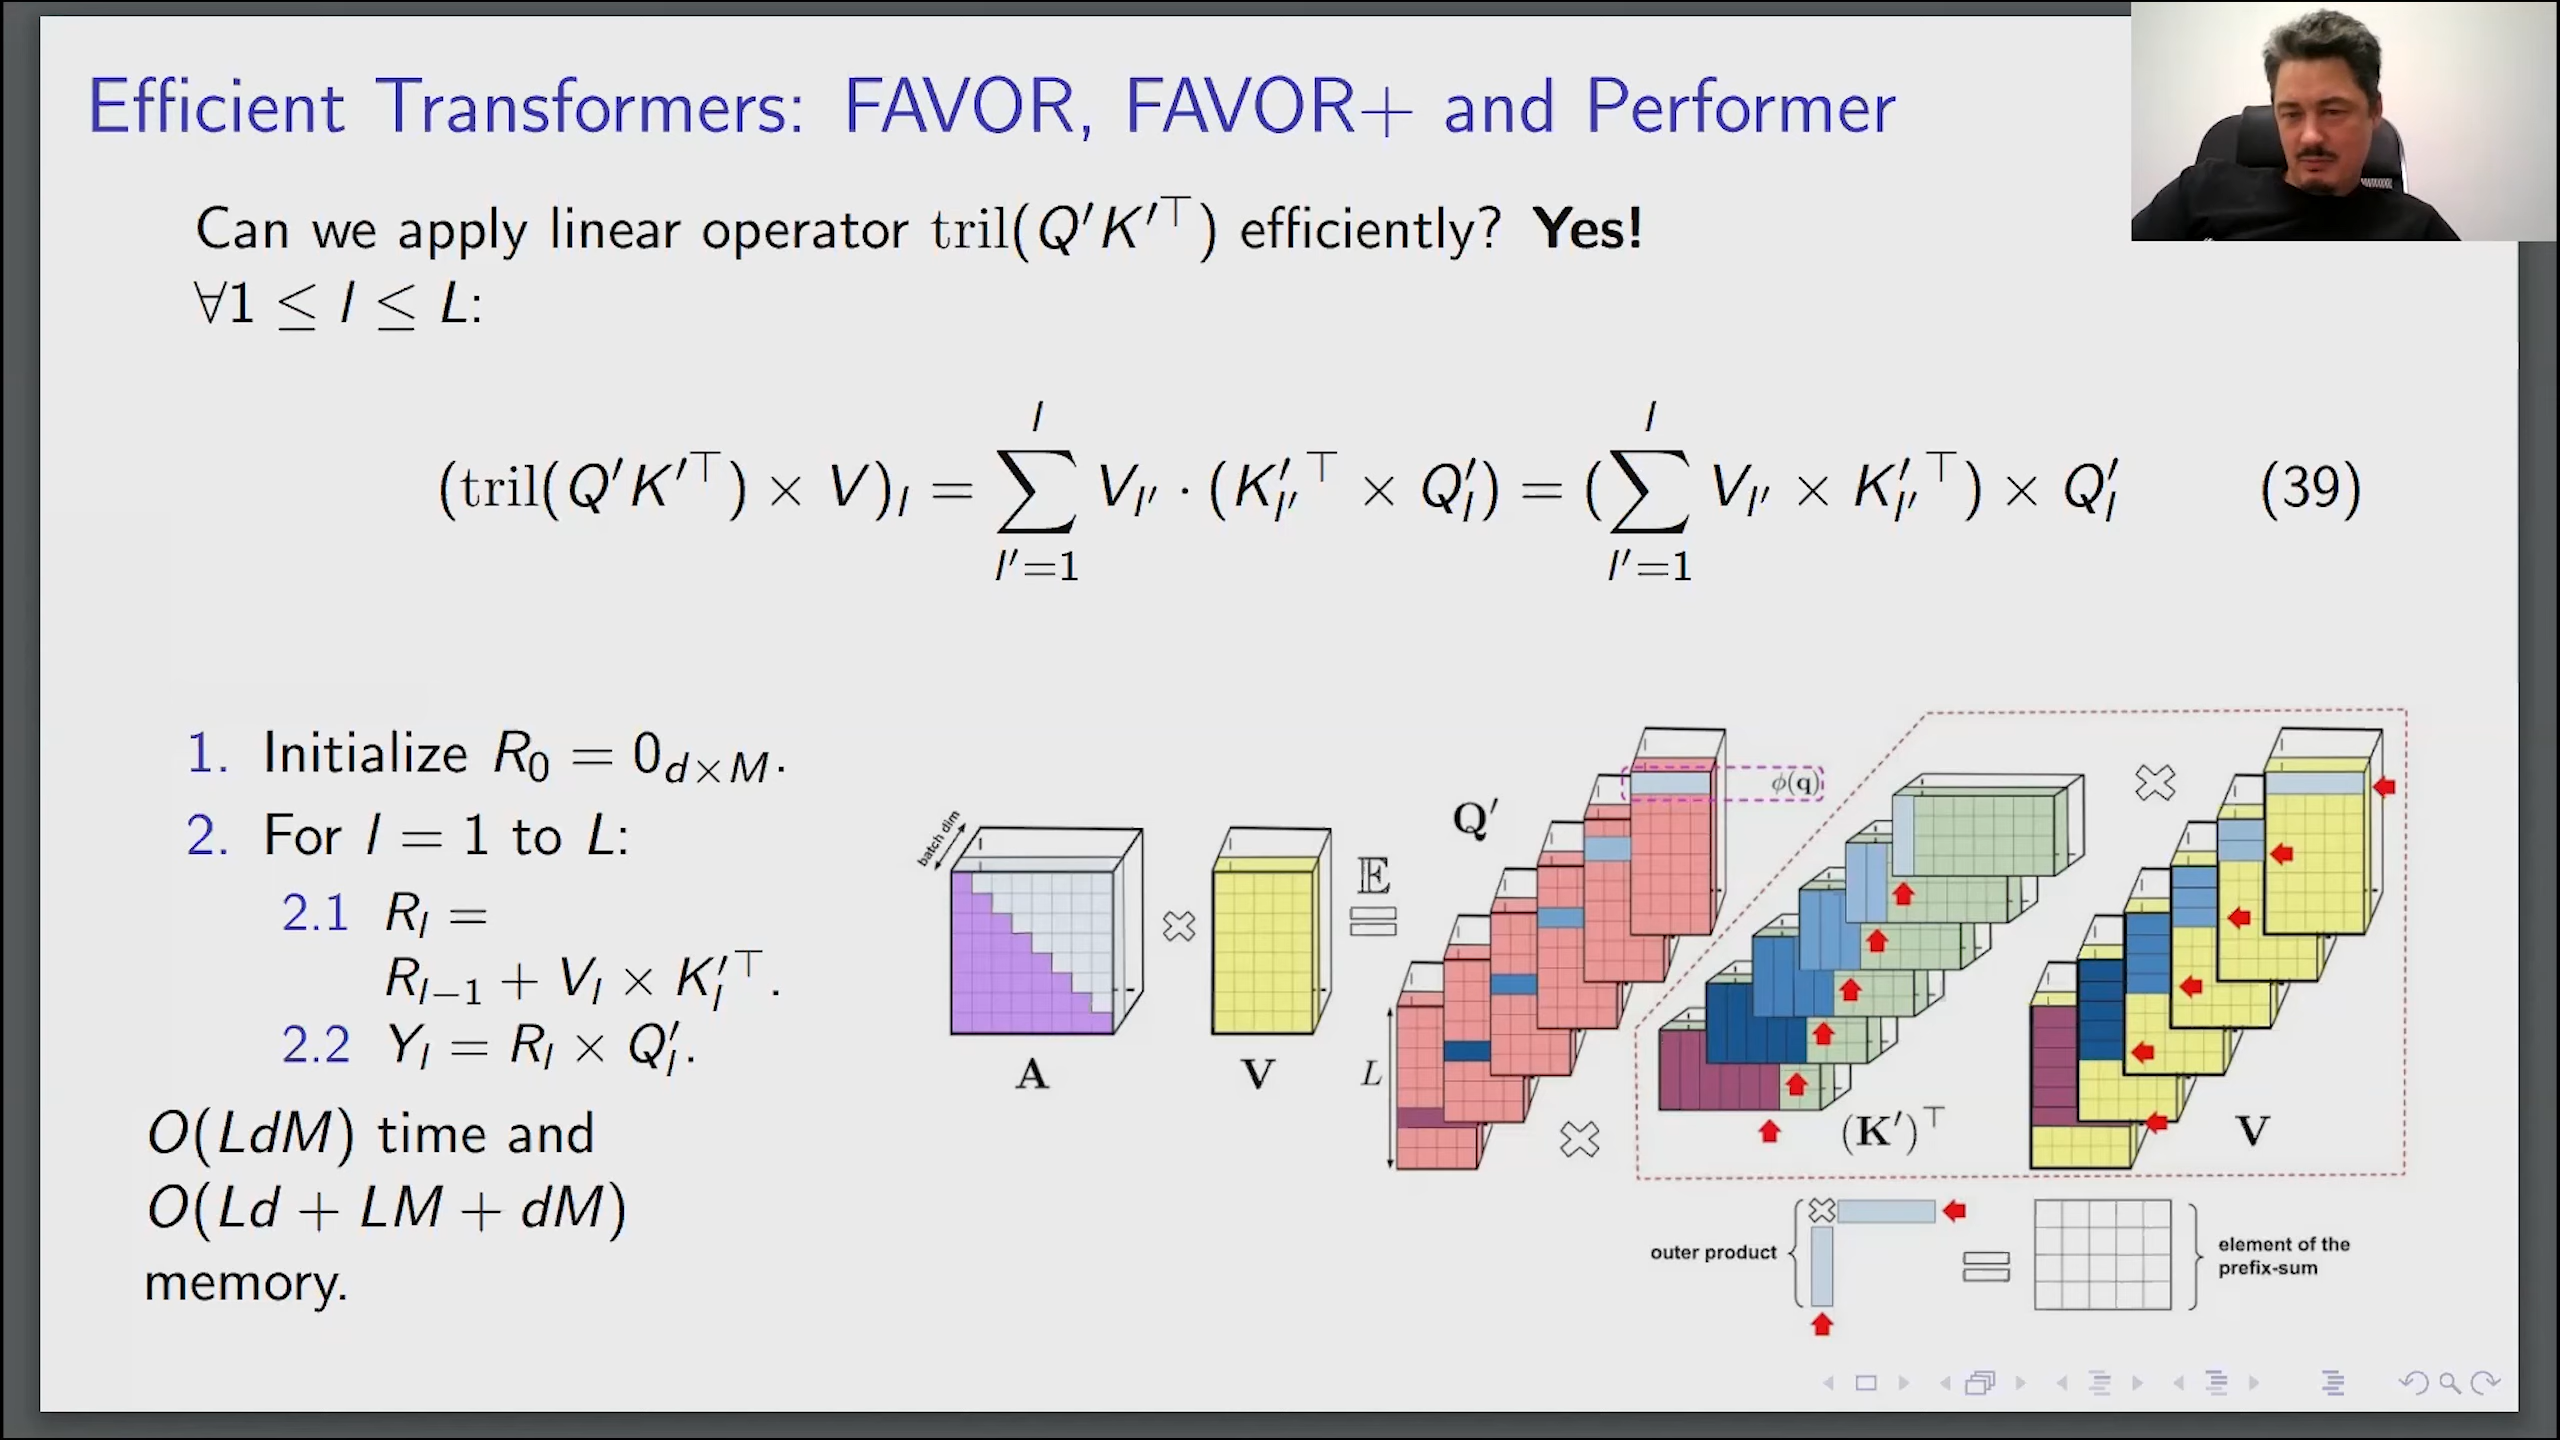 Efficient Transformers: FAVOR, FAVOR+ and Performer
Can we apply linear operator tril(Q′K′⊤) efficiently? Yes!
∀1 ≤ l ≤ L:
(tril(Q′K′⊤) × V)_l = ∑_{l′=1}^{l} V_{l′} · (K′_{l′}⊤ × Q′_l) = (∑_{l′=1}^{l} V_{l′} × K′_{l′}⊤) × Q′_l (39)
1. Initialize R_0 = 0_{d×M}.
2. For l = 1 to L:
2.1 R_l =
R_{l−1} + V_l × K′_l⊤.
2.2 Y_l = R_l × Q′_l.
O(LdM) time and
O(Ld + LM + dM)
memory.
batch dim
A
×
V
𝔼
=
Q′
ϕ(q)
L
×
(K′)⊤
×
V
outer product
×
=
element of the
prefix-sum